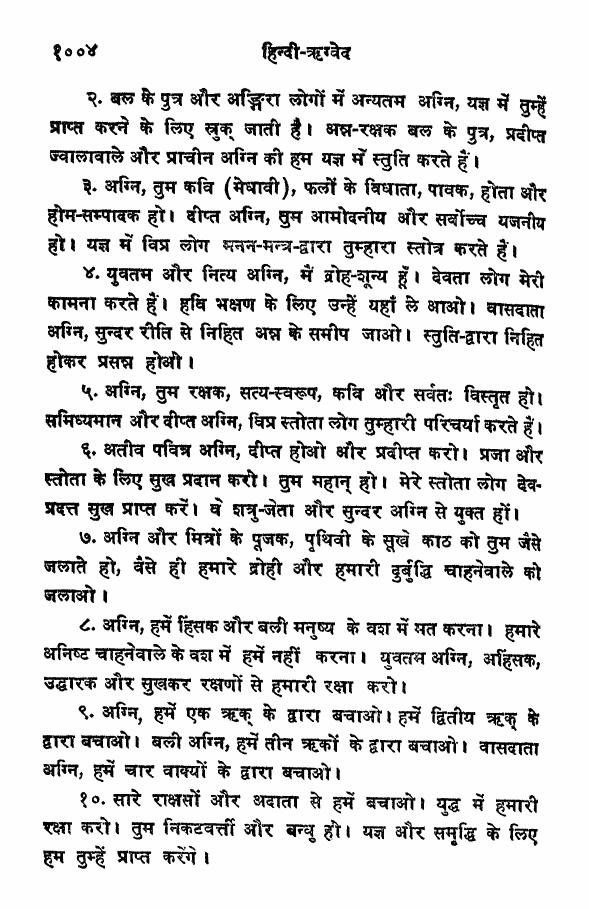 १००४ हिन्दी-ऋग्वेद
२. बल के पुत्र और अङ्गिरा लोगों में अन्यतम अग्नि, यज्ञ में तुम्हें
प्राप्त करने के लिए स्रुक् जाती है। अन्न-रक्षक बल के पुत्र, प्रदीप्त
ज्वालावाले और प्राचीन अग्नि की हम यज्ञ में स्तुति करते हैं।
३. अग्नि, तुम कवि (मेधावी), फलों के विधाता, पावक, होता और
होम-सम्पादक हो। दीप्त अग्नि, तुम आमोदनीय और सर्वोच्च यजनीय
हो। यज्ञ में विप्र लोग मनन-मन्त्र-द्वारा तुम्हारा स्तोत्र करते हैं।
४. युवतम और नित्य अग्नि, मैं द्रोह-शून्य हूँ। देवता लोग मेरी
कामना करते हैं। हवि भक्षण के लिए उन्हें यहाँ ले आओ। वासदाता
अग्नि, सुन्दर रीति से निहित अन्न के समीप जाओ। स्तुति-द्वारा निहित
होकर प्रसन्न होओ।
५. अग्नि, तुम रक्षक, सत्य-स्वरूप, कवि और सर्वतः विस्तृत हो।
समिध्यमान और दीप्त अग्नि, विप्र स्तोता लोग तुम्हारी परिचर्या करते हैं।
६. अतीव पवित्र अग्नि, दीप्त होओ और प्रदीप्त करो। प्रजा और
स्तोता के लिए सुख प्रदान करो। तुम महान् हो। मेरे स्तोता लोग देव-
प्रदत्त सुख प्राप्त करें। वे शत्रु-जेता और सुन्दर अग्नि से युक्त हों।
७. अग्नि और मित्रों के पूजक, पृथिवी के सूखे काठ को तुम जैसे
जलाते हो, वैसे ही हमारे द्रोही और हमारी दुर्बुद्धि चाहनेवाले को
जलाओ।
८. अग्नि, हमें हिंसक और बली मनुष्य के वश में मत करना। हमारे
अनिष्ट चाहनेवाले के वश में हमें नहीं करना। युवतम अग्नि, अहिंसक,
उद्धारक और सुखकर रक्षणों से हमारी रक्षा करो।
९. अग्नि, हमें एक ऋक् के द्वारा बचाओ। हमें द्वितीय ऋक् के
द्वारा बचाओ। बली अग्नि, हमें तीन ऋकों के द्वारा बचाओ। वासदाता
अग्नि, हमें चार वाक्यों के द्वारा बचाओ।
१०. सारे राक्षसों और अदाता से हमें बचाओ। युद्ध में हमारी
रक्षा करो। तुम निकटवर्त्ती और बन्धु हो। यज्ञ और समृद्धि के लिए
हम तुम्हें प्राप्त करेंगे।